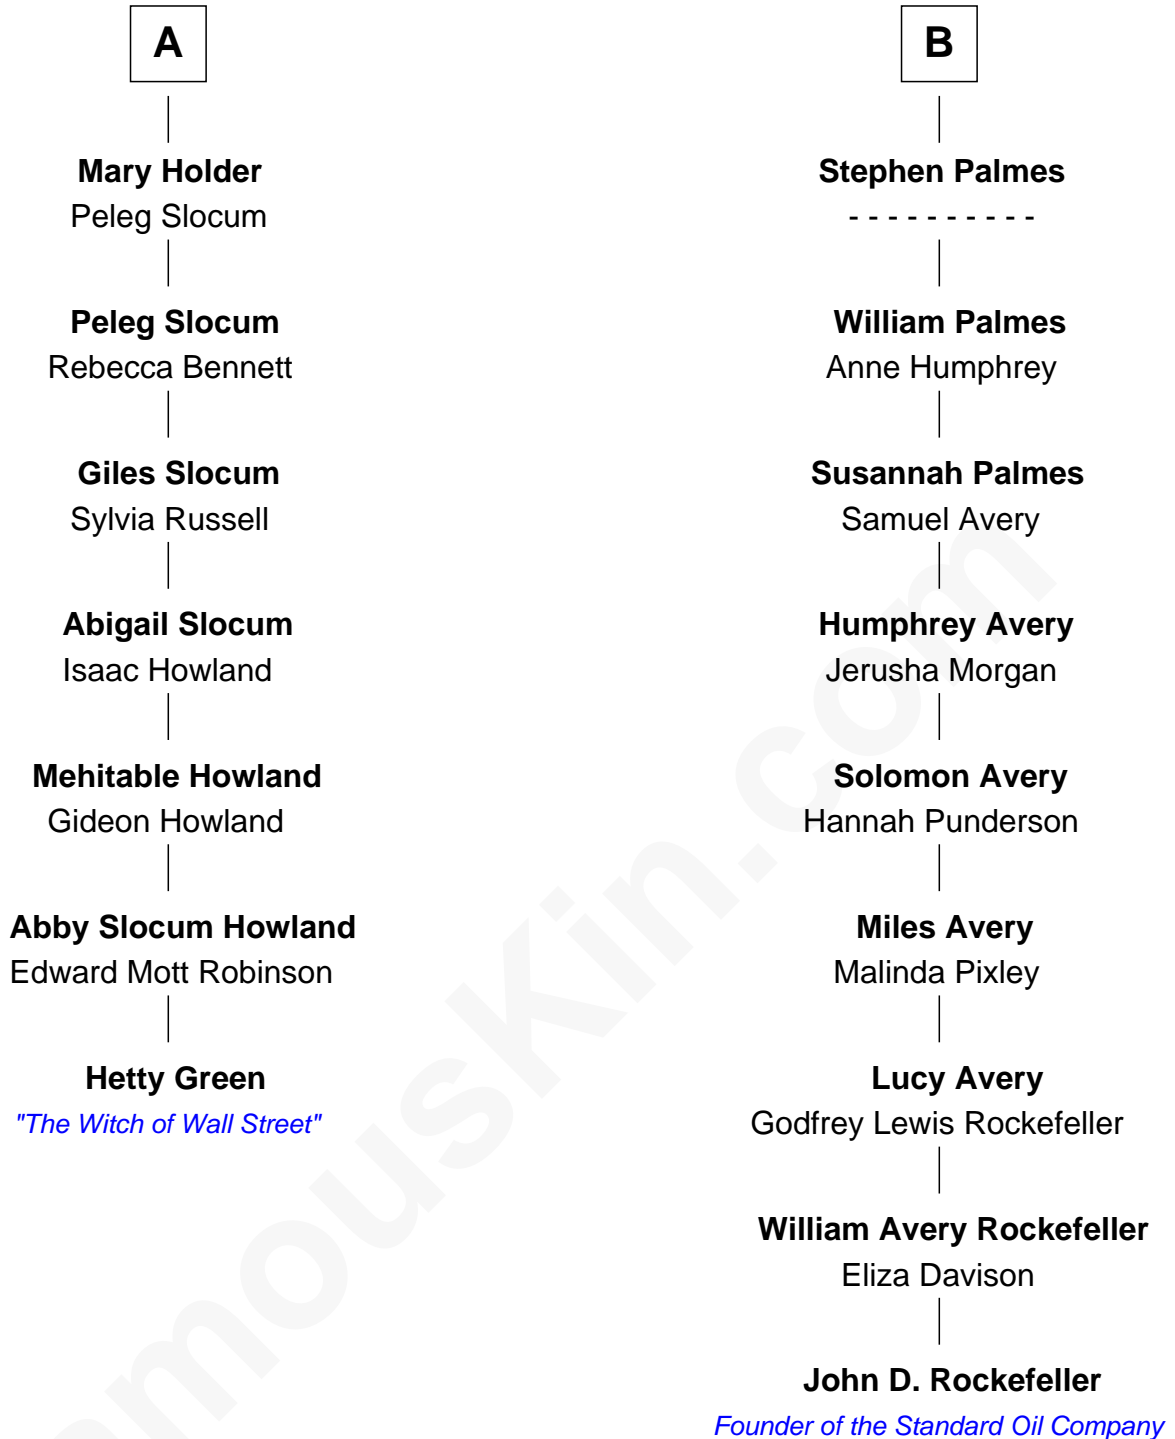 A
Mary Holder
Peleg Slocum
Peleg Slocum
Rebecca Bennett
Giles Slocum
Sylvia Russell
Abigail Slocum
Isaac Howland
Mehitable Howland
Gideon Howland
Abby Slocum Howland
Edward Mott Robinson
Hetty Green
"The Witch of Wall Street"
B
Stephen Palmes
- - - - - - - - - -
William Palmes
Anne Humphrey
Susannah Palmes
Samuel Avery
Humphrey Avery
Jerusha Morgan
Solomon Avery
Hannah Punderson
Miles Avery
Malinda Pixley
Lucy Avery
Godfrey Lewis Rockefeller
William Avery Rockefeller
Eliza Davison
John D. Rockefeller
Founder of the Standard Oil Company
amousKin.com